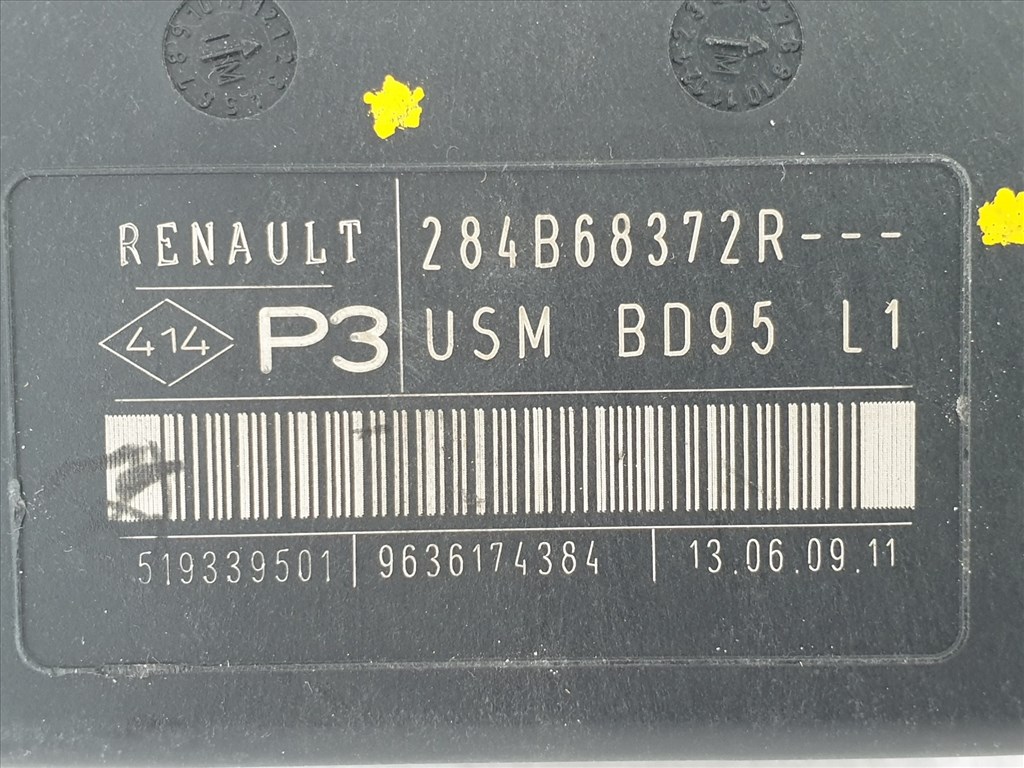 RENAULT
284B68372R---
414
P3
USM BD95 L1
519339501
9636174384
13.06.09.11